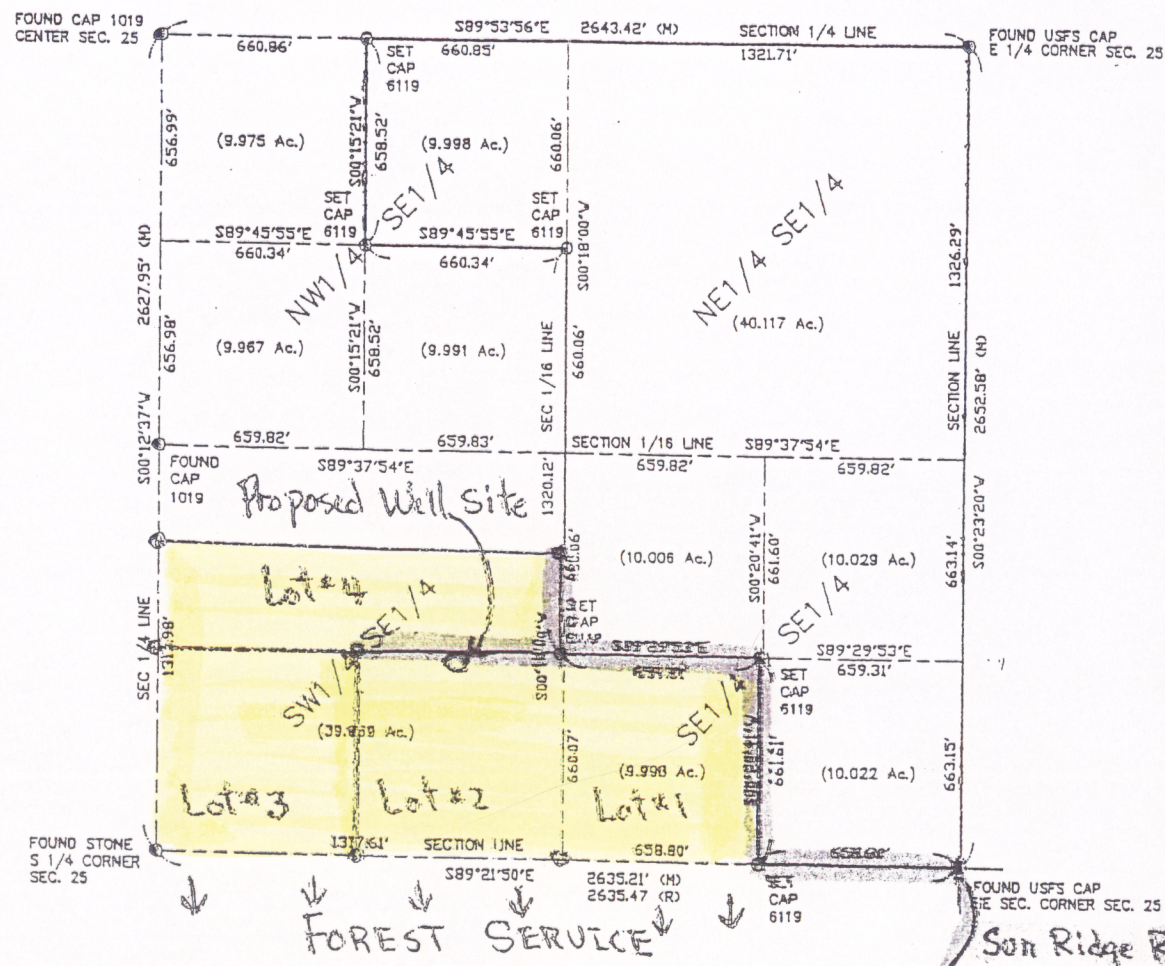 FOUND CAP 1019
CENTER SEC. 25
S89°53'56"E 2643.42' (M) SECTION 1/4 LINE
FOUND USFS CAP
E 1/4 CORNER SEC. 25
660.86'
660.85'
1321.71'
SET
CAP
6119
656.99'
(9.975 Ac.)
S00°15'21"W
658.52'
(9.998 Ac.)
660.06'
SE1/4
SET
CAP
6119
SET
CAP
6119
S89°45'55"E
660.34'
S89°45'55"E
660.34'
S00°18'00"W
NE1/4 SE1/4
(40.117 Ac.)
1326.29'
2627.95' (M)
NW1/4
656.98'
(9.967 Ac.)
S00°15'21"W
658.52'
(9.991 Ac.)
SEC 1/16 LINE
660.06'
SECTION LINE
2652.58' (M)
S00°12'37"W
659.82'
659.83'
SECTION 1/16 LINE
S89°37'54"E
FOUND
CAP
1019
S89°37'54"E
659.82'
659.82'
1320.12'
Proposed Well Site
S00°23'20"W
660.06'
(10.006 Ac.)
S00°20'41"W
661.60'
(10.029 Ac.)
663.14'
Lot #4
SE1/4
SET
CAP
6119
SE1/4
SEC 1/4 LINE
S89°29'53"E
659.31'
SET
CAP
6119
SW1/
(39.869 Ac.)
SE1/
660.07'
(9.998 Ac.)
661.61'
(10.022 Ac.)
663.15'
Lot #3
Lot #2
Lot #1
FOUND STONE
S 1/4 CORNER
SEC. 25
1317.61'
SECTION LINE
658.80'
S89°21'50"E
2635.21' (M)
2635.47 (R)
SET
CAP
6119
FOUND USFS CAP
SE SEC. CORNER SEC. 25
FOREST SERVICE
Sun Ridge R